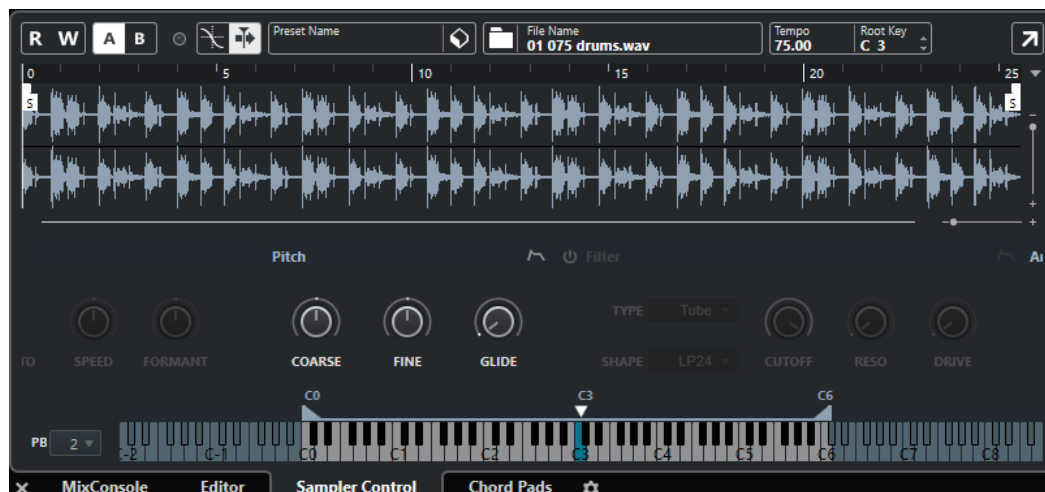 R W A B Preset Name File Name Tempo Root Key
01 075 drums.wav 75.00 C 3
0 5 10 15 20 25
S S
Pitch Filter
TYPE Tube
TO SPEED FORMANT COARSE FINE GLIDE SHAPE LP24 CUTOFF RESO DRIVE
C0 C3 C6
PB 2 -2 C-1 C0 C1 C2 C3 C4 C5 C6 C7 C8
MixConsole Editor Sampler Control Chord Pads